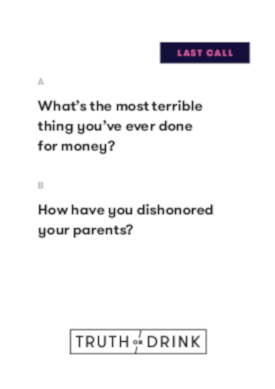 LAST CALL
A
What's the most terrible
thing you've ever done
for money?
B
How have you dishonored
your parents?
TRUTH OR DRINK